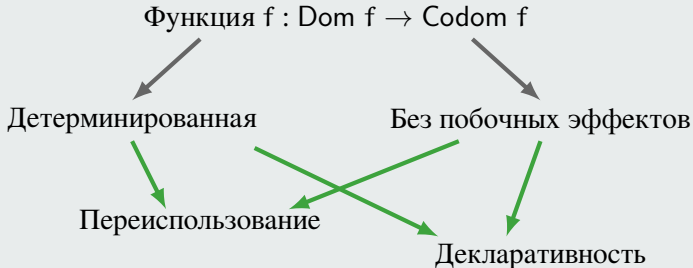 Функция f : Dom f → Codom f
Детерминированная
Без побочных эффектов
Переиспользование
Декларативность